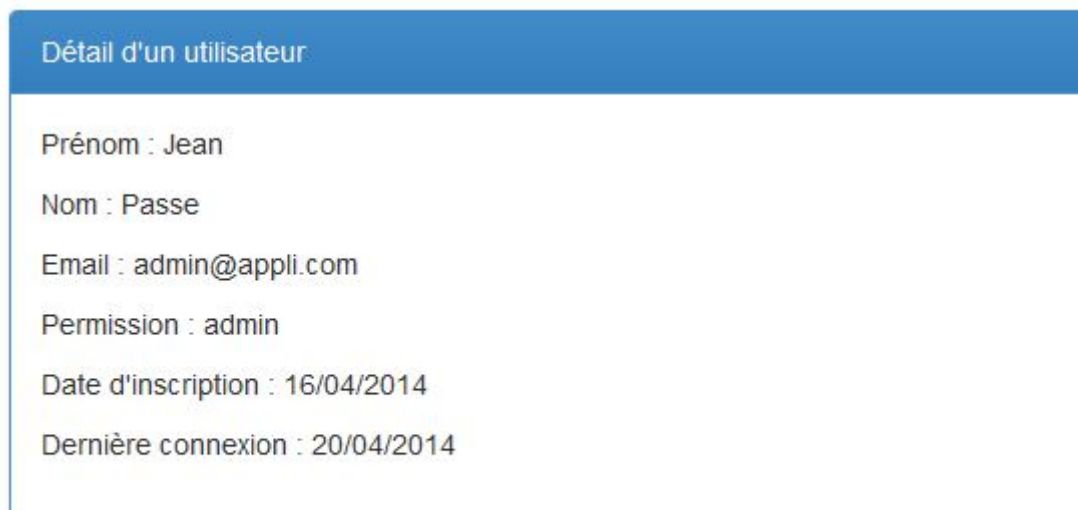 Détail d'un utilisateur
Prénom : Jean
Nom : Passe
Email : admin@appli.com
Permission : admin
Date d'inscription : 16/04/2014
Dernière connexion : 20/04/2014